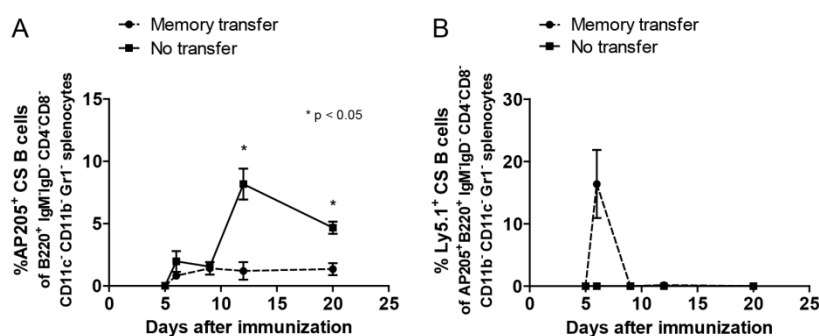 A
Memory transfer
No transfer
%AP205⁺ CS B cells
of B220⁺ IgM⁻IgD⁻ CD4⁻CD8⁻
CD11c⁻ CD11b⁻ Gr1⁻ splenocytes
15
10
5
0
* p < 0.05
*
*
0 5 10 15 20 25
Days after immunization
B
Memory transfer
No transfer
% Ly5.1⁺ CS B cells
of AP205⁺B220⁺ IgM⁻IgD⁻ CD4⁻CD8⁻
CD11b⁻ CD11c⁻ Gr1⁻ splenocytes
30
20
10
0
0 5 10 15 20 25
Days after immunization